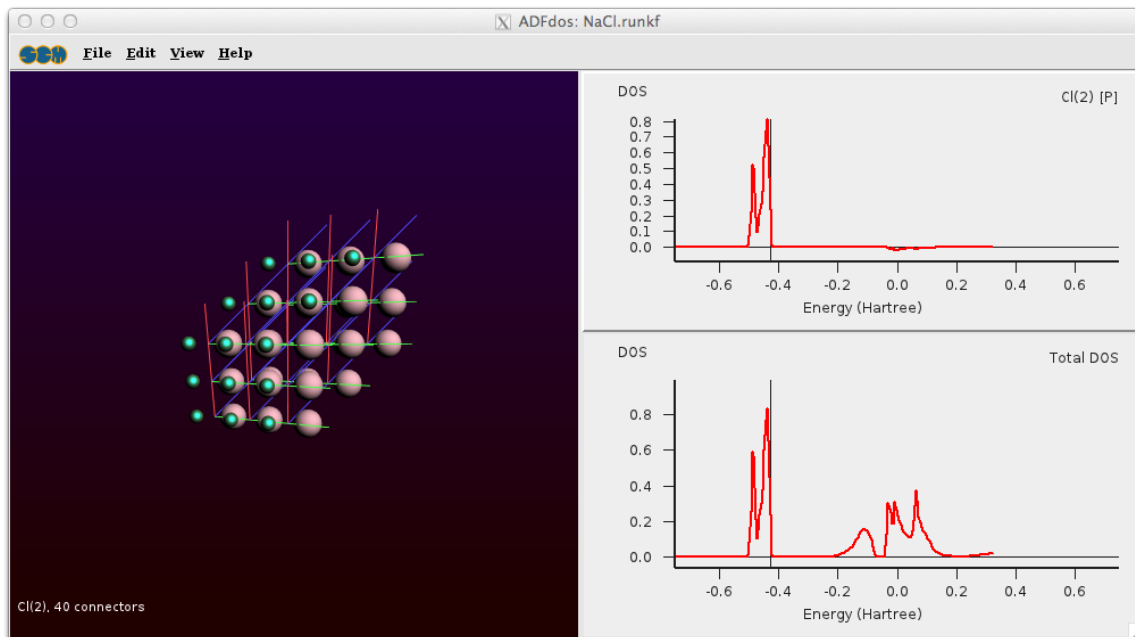 ADFdos: NaCl.runkf
SCM File Edit View Help
DOS
Cl(2) [P]
0.8
0.7
0.6
0.5
0.4
0.3
0.2
0.1
0.0
-0.6 -0.4 -0.2 0.0 0.2 0.4 0.6
Energy (Hartree)
DOS
Total DOS
0.8
0.6
0.4
0.2
0.0
-0.6 -0.4 -0.2 0.0 0.2 0.4 0.6
Energy (Hartree)
Cl(2), 40 connectors